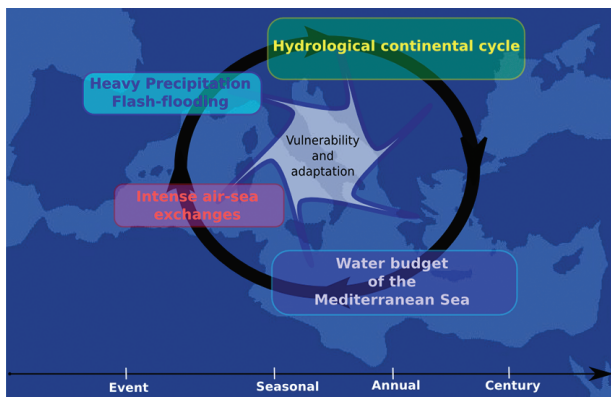 Hydrological continental cycle
Heavy Precipitation
Flash-flooding
Vulnerability
and
adaptation
Intense air-sea
exchanges
Water budget
of the
Mediterranean Sea
Event
Seasonal
Annual
Century